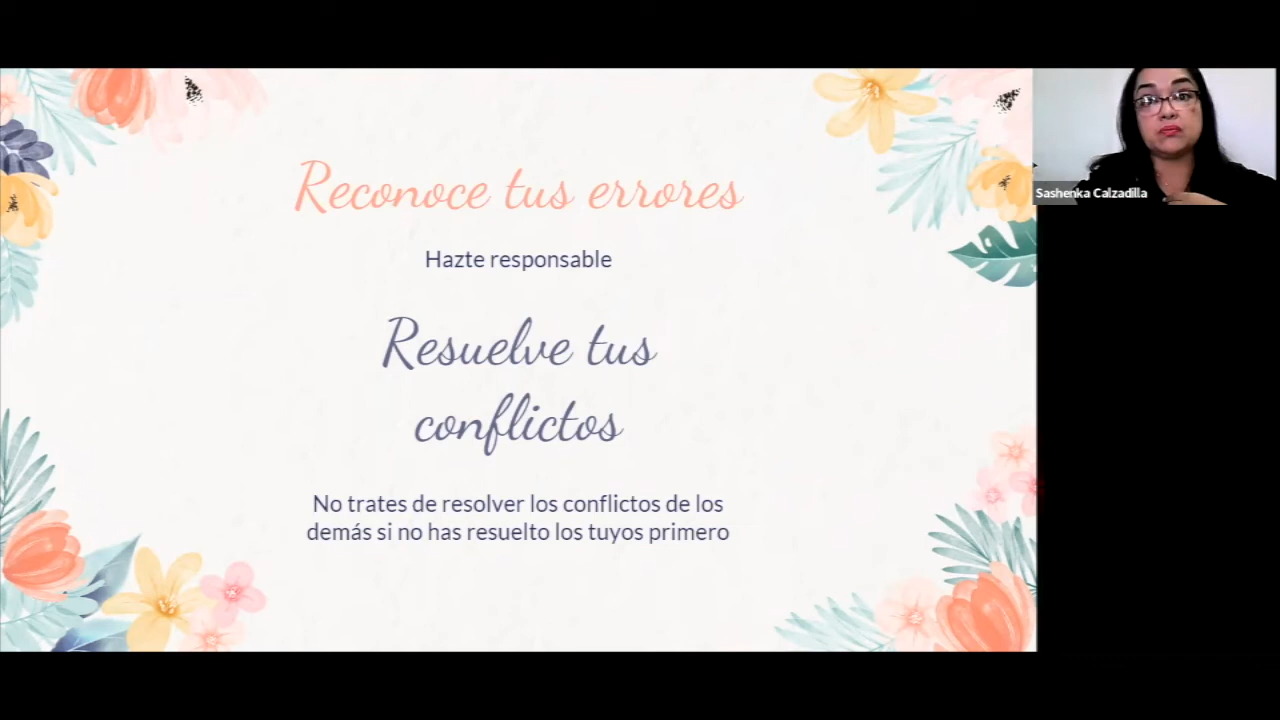 Reconoce tus errores
Hazte responsable
Resuelve tus
conflictos
No trates de resolver los conflictos de los
demás si no has resuelto los tuyos primero
Sashenka Calzadilla